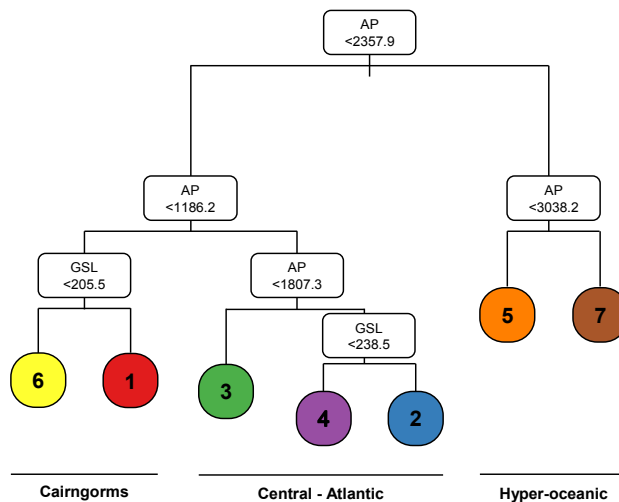 AP
<2357.9
AP
<1186.2
AP
<3038.2
GSL
<205.5
AP
<1807.3
GSL
<238.5
5
7
6
1
3
4
2
Cairngorms
Central - Atlantic
Hyper-oceanic